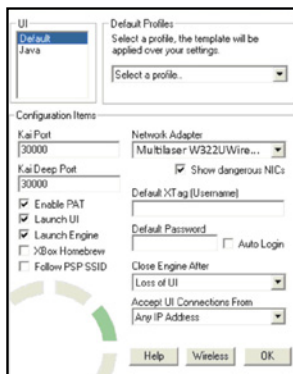 UI
Default
Java
Default Profiles
Select a profile, the template will be
applied over your settings.
Select a profile..
Configuration Items
Kai Port
30000
Kai Deep Port
30000
Enable PAT
Launch UI
Launch Engine
XBox Homebrew
Follow PSP SSID
Network Adapter
Multilaser W322UWire...
Show dangerous NICs
Default XTag (Username)
Default Password
Auto Login
Close Engine After
Loss of UI
Accept UI Connections From
Any IP Address
Help
Wireless
OK